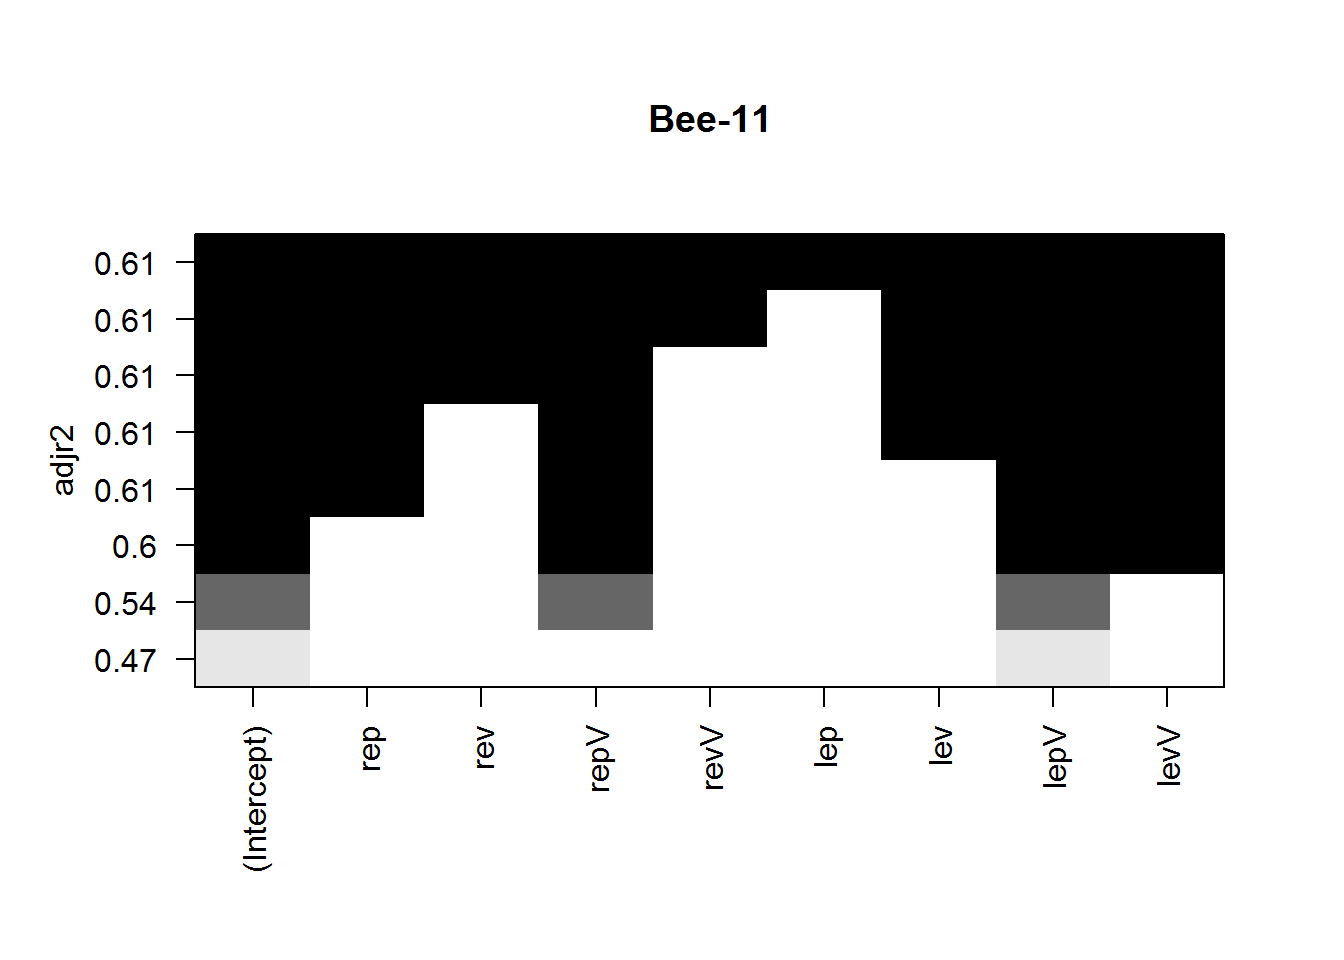 Bee-11
adjr2
0.61
0.61
0.61
0.61
0.61
0.6
0.54
0.47
(Intercept)
rep
rev
repV
revV
lep
lev
lepV
levV